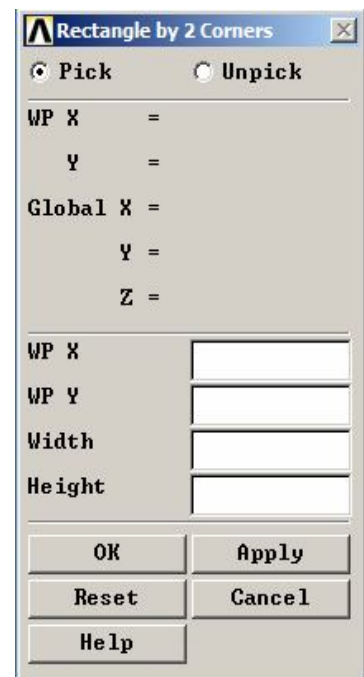 Rectangle by 2 Corners
Pick Unpick
WP X =
Y =
Global X =
Y =
Z =
WP X
WP Y
Width
Height
OK Apply
Reset Cancel
Help